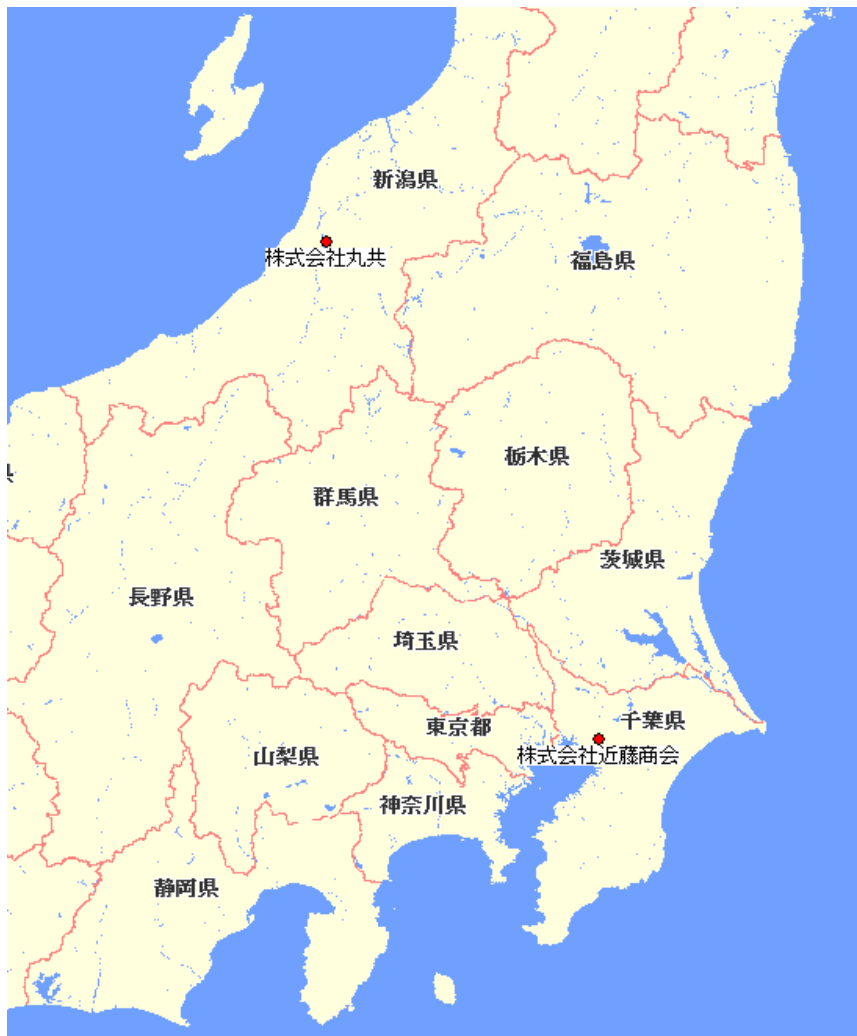 新潟県
株式会社丸共
福島県
栃木県
県
群馬県
茨城県
長野県
埼玉県
千葉県
東京都
株式会社近藤商会
山梨県
神奈川県
静岡県